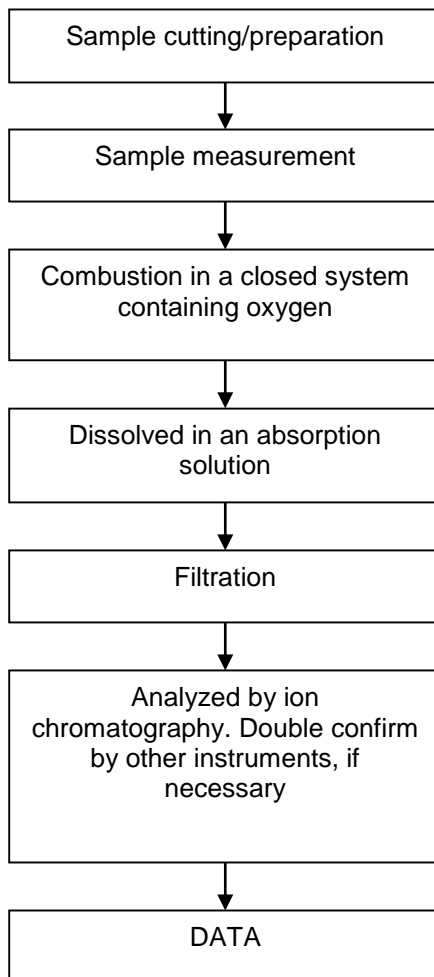 Sample cutting/preparation
Sample measurement
Combustion in a closed system
containing oxygen
Dissolved in an absorption
solution
Filtration
Analyzed by ion
chromatography. Double confirm
by other instruments, if
necessary
DATA